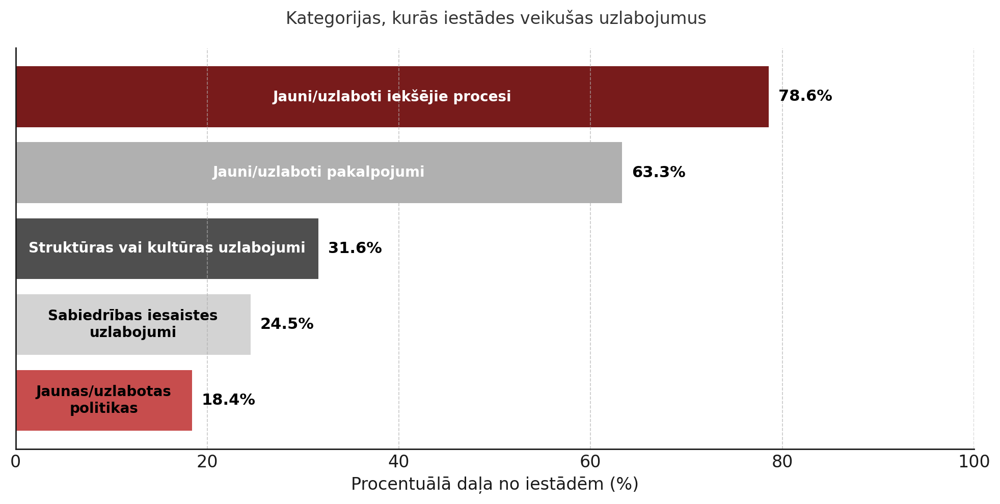 Kategorijas, kurās iestādes veikušas uzlabojumus
Jauni/uzlaboti iekšējie procesi
78.6%
Jauni/uzlaboti pakalpojumi
63.3%
Struktūras vai kultūras uzlabojumi
31.6%
Sabiedrības iesaistes
uzlabojumi
24.5%
Jaunas/uzlabotas
politikas
18.4%
0 20 40 60 80 100
Procentuālā daļa no iestādēm (%)